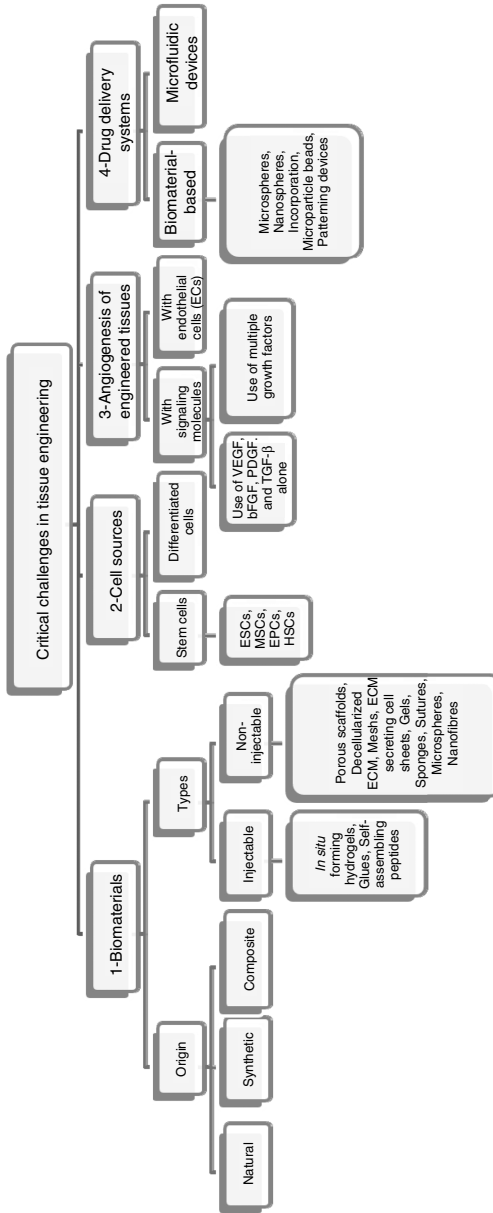 Critical challenges in tissue engineering
1-Biomaterials
Origin
Natural
Synthetic
Composite
Types
Injectable
In situ
forming
hydrogels,
Glues, Self-
assembling
peptides
Non-
injectable
Porous scaffolds,
Decellularized
ECM, Meshs, ECM
secreting cell
sheets, Gels,
Sponges, Sutures,
Microspheres,
Nanofibres
2-Cell sources
Stem cells
ESCs,
MSCs,
EPCs,
HSCs
Differentiated
cells
3-Angiogenesis of
engineered tissues
With
signaling
molecules
Use of VEGF,
bFGF, PDGF.
and TGF-β
alone
Use of multiple
growth factors
With
endothelial
cells (ECs)
4-Drug delivery
systems
Biomaterial-
based
Microspheres,
Nanospheres,
Incorporation,
Microparticle beads,
Patterning devices
Microfluidic
devices